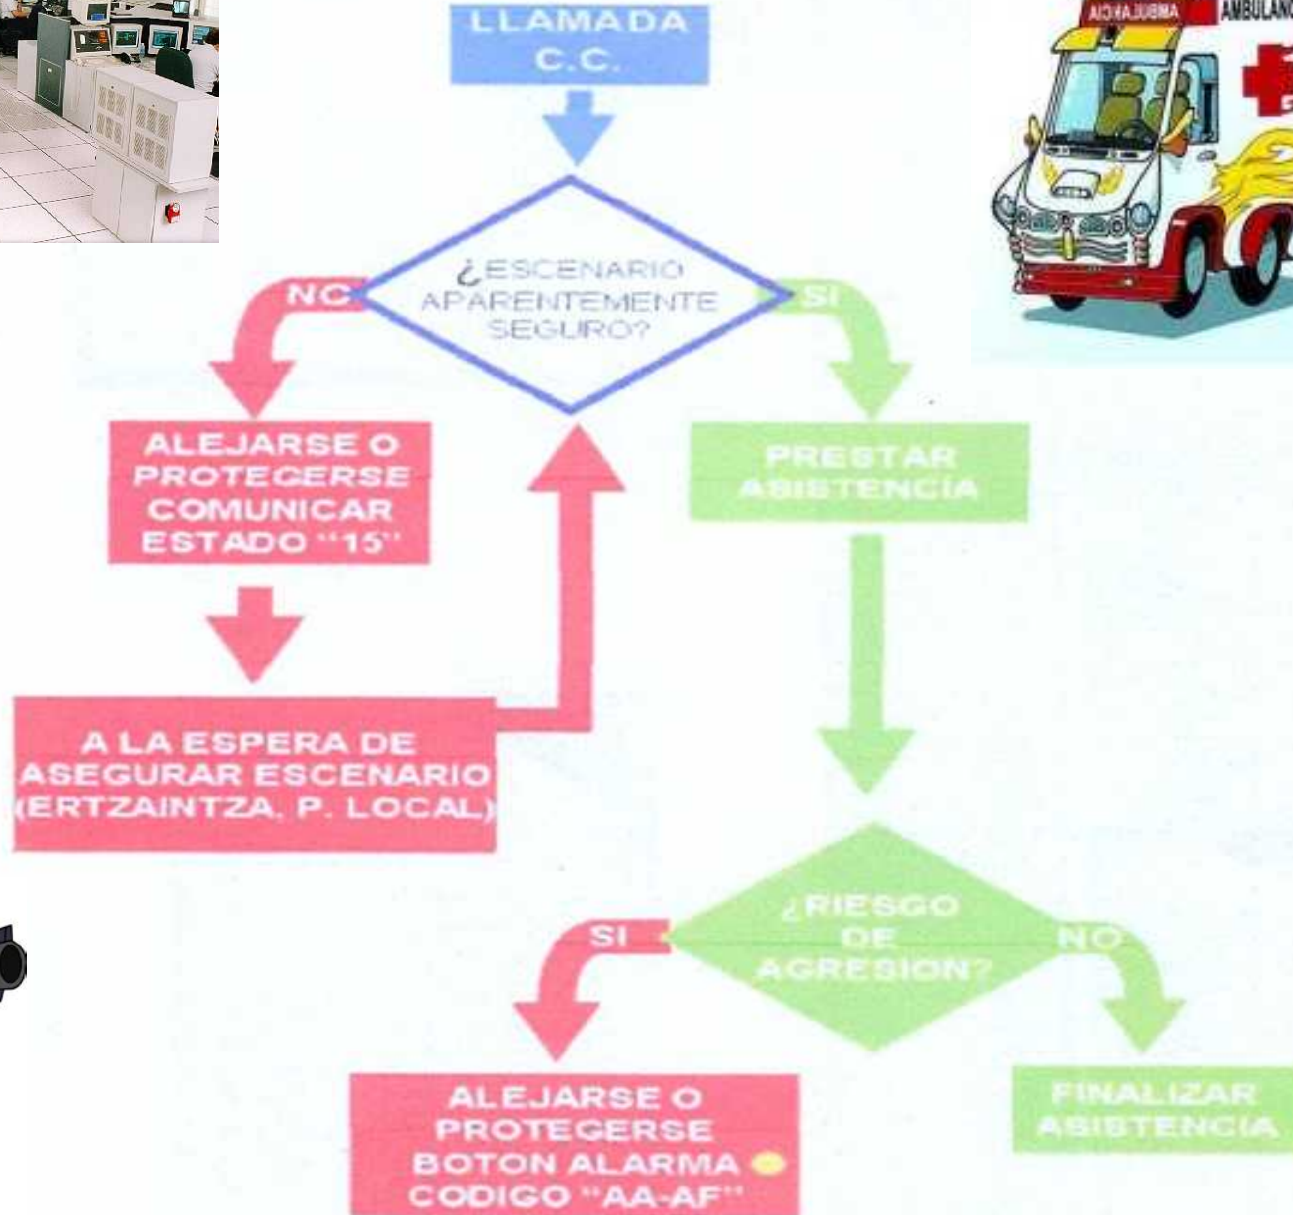 AMBULANCIA
LLAMADA
C.C.
¿ESCENARIO
APARENTEMENTE
SEGURO?
NO
SI
ALEJARSE O
PROTEGERSE
COMUNICAR
ESTADO "15"
PRESTAR
ASISTENCIA
A LA ESPERA DE
ASEGURAR ESCENARIO
(ERTZAINTZA, P. LOCAL)
¿RIESGO
DE
AGRESION?
SI
NO
ALEJARSE O
PROTEGERSE
BOTON ALARMA
CODIGO "AA-AF"
FINALIZAR
ASISTENCIA